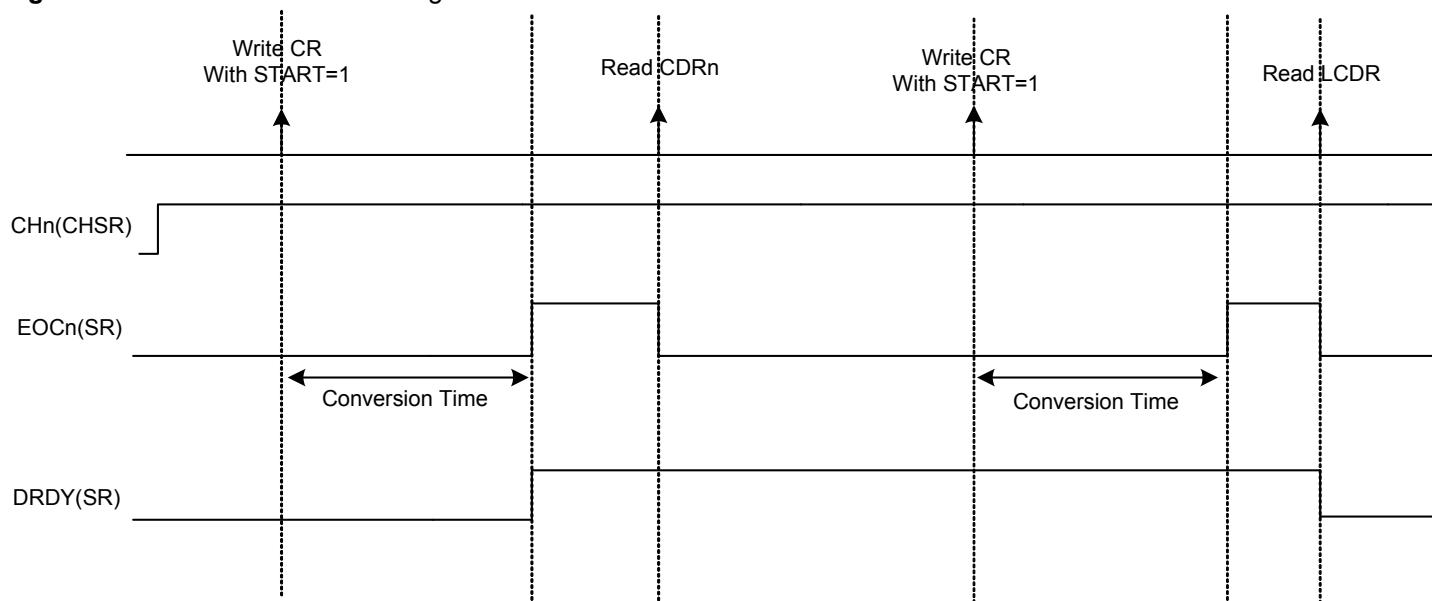 Write CR
With START=1
Read CDRn
Write CR
With START=1
Read LCDR
CHn(CHSR)
EOCn(SR)
Conversion Time
Conversion Time
DRDY(SR)